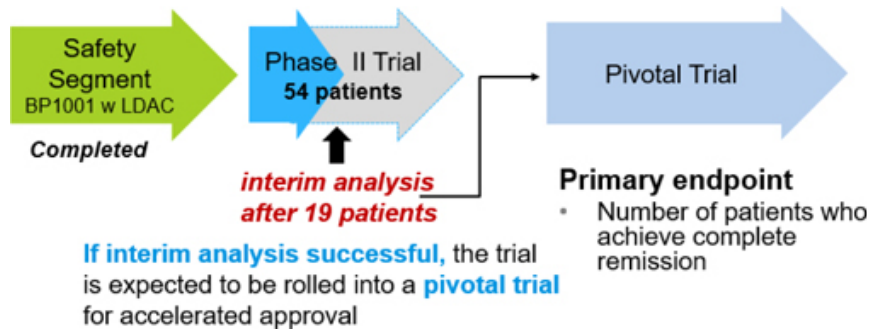 Safety
Segment
BP1001 w LDAC
Completed
Phase II Trial
54 patients
interim analysis
after 19 patients
If interim analysis successful, the trial
is expected to be rolled into a pivotal trial
for accelerated approval
Pivotal Trial
Primary endpoint
• Number of patients who
achieve complete
remission